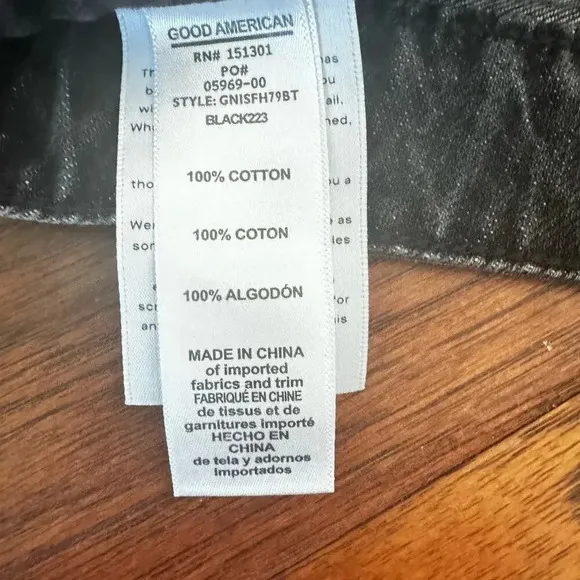 GOOD AMERICAN
RN# 151301
PO#
05969-00
STYLE: GNISFH79BT
BLACK223
100% COTTON
100% COTON
100% ALGODÓN
MADE IN CHINA
of imported
fabrics and trim
FABRIQUÉ EN CHINE
de tissus et de
garnitures importé
HECHO EN
CHINA
de tela y adornos
importados